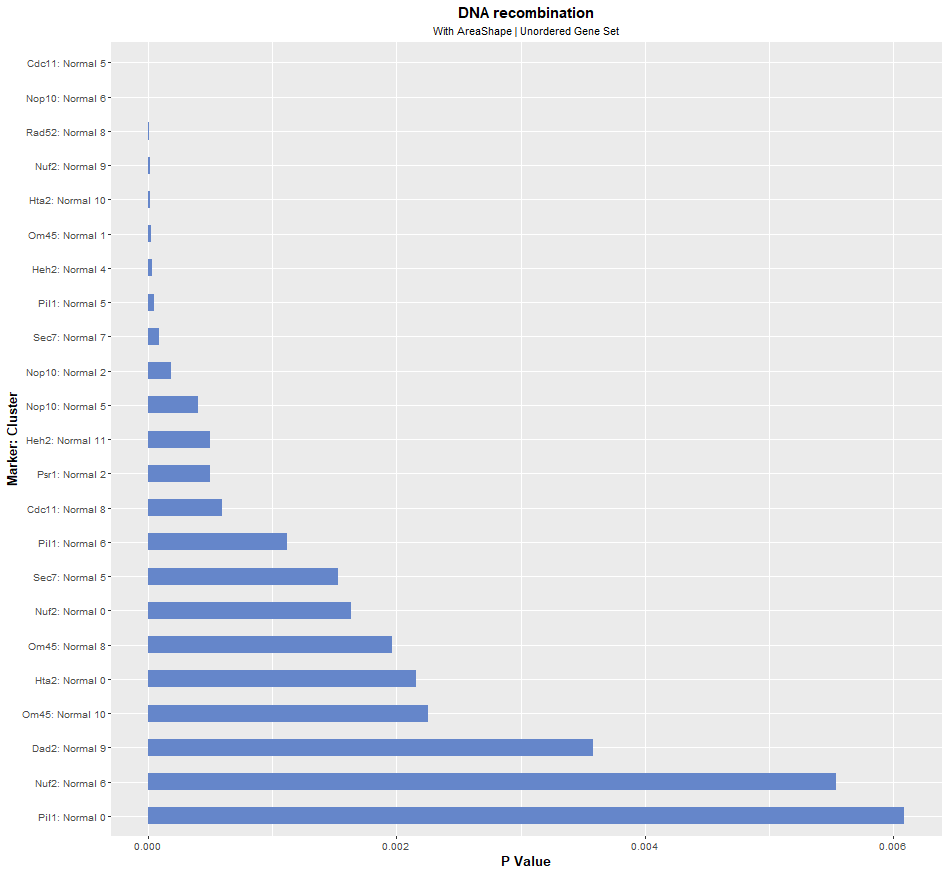 DNA recombination
With AreaShape | Unordered Gene Set
Marker: Cluster
Cdc11: Normal 5
Nop10: Normal 6
Rad52: Normal 8
Nuf2: Normal 9
Hta2: Normal 10
Om45: Normal 1
Heh2: Normal 4
Pil1: Normal 5
Sec7: Normal 7
Nop10: Normal 2
Nop10: Normal 5
Heh2: Normal 11
Psr1: Normal 2
Cdc11: Normal 8
Pil1: Normal 6
Sec7: Normal 5
Nuf2: Normal 0
Om45: Normal 8
Hta2: Normal 0
Om45: Normal 10
Dad2: Normal 9
Nuf2: Normal 6
Pil1: Normal 0
0.000 0.002 0.004 0.006
P Value